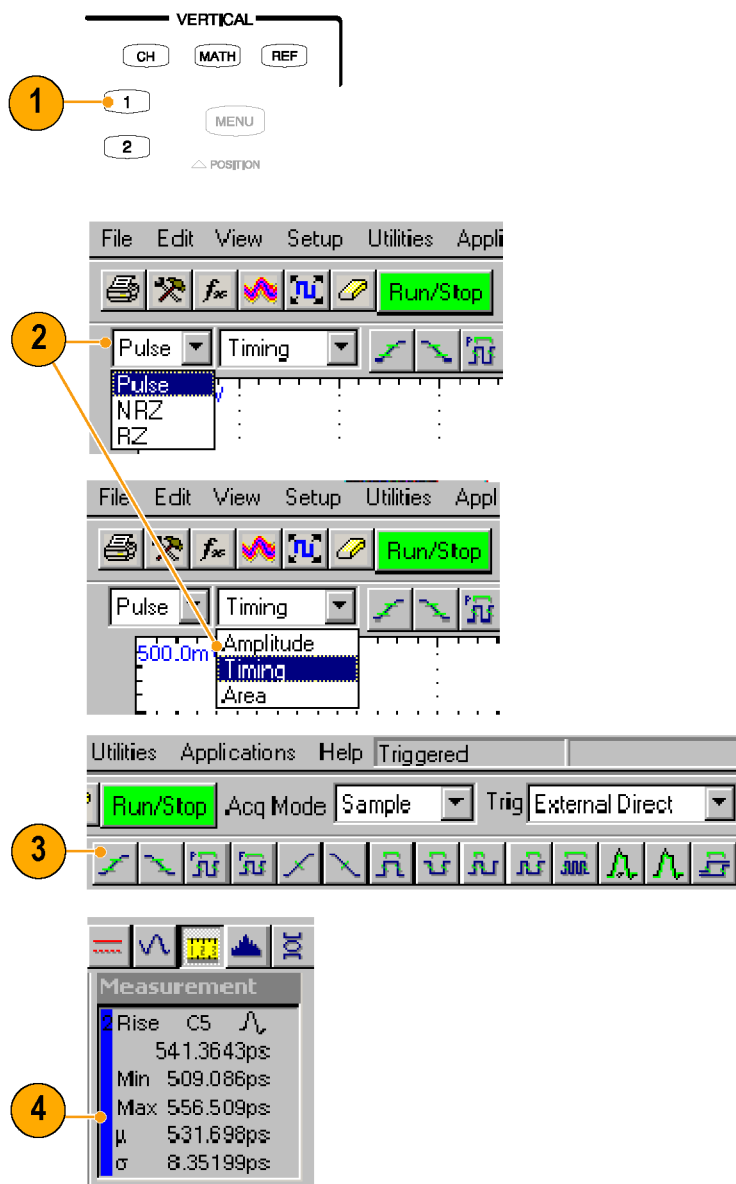 VERTICAL
CH MATH REF
1 1
MENU
2
△ POSITION
File Edit View Setup Utilities Appli
Run/Stop
2 Pulse Timing
Pulse
NRZ
RZ
File Edit View Setup Utilities Appl
Run/Stop
Pulse Timing
500.0m Amplitude
Timing
Area
Utilities Applications Help Triggered
Run/Stop Acq Mode Sample Trig External Direct
3
Measurement
2 Rise C5
541.3643ps
Min 509.086ps
Max 556.509ps
4
μ 531.698ps
σ 8.35199ps